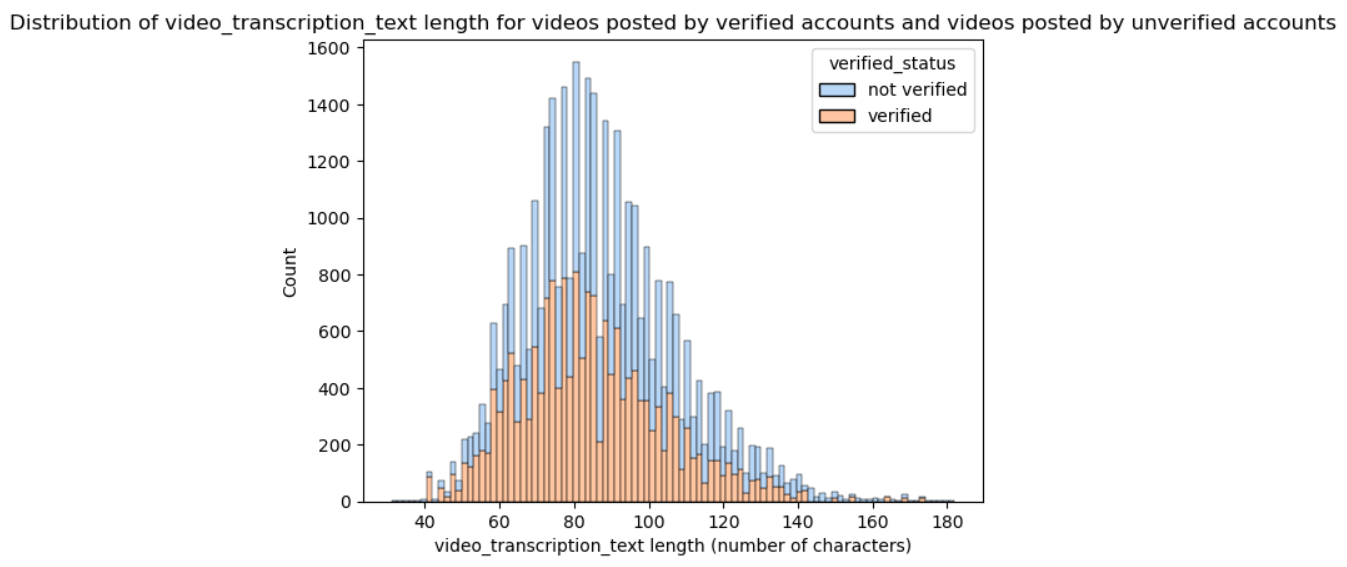 Distribution of video_transcription_text length for videos posted by verified accounts and videos posted by unverified accounts
1600
1400
1200
1000
800
600
400
200
0
Count
verified_status
not verified
verified
40 60 80 100 120 140 160 180
video_transcription_text length (number of characters)